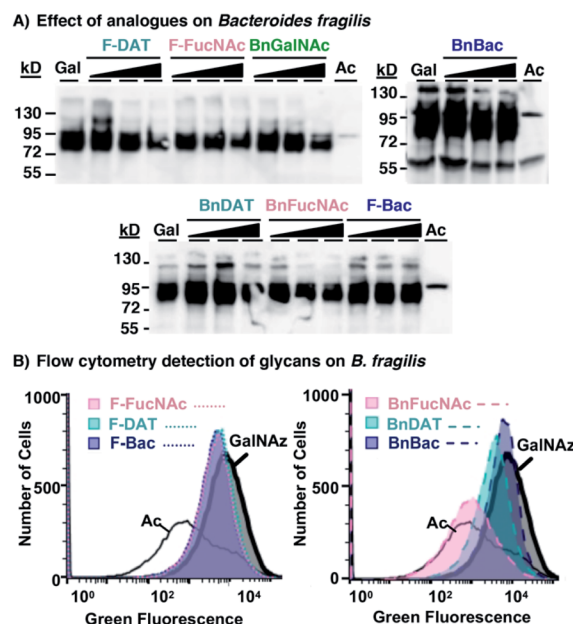 A) Effect of analogues on Bacteroides fragilis
F-DAT F-FucNAc BnGalNAc
kD Gal Ac
130
95
72
55
BnBac
kD Gal Ac
130
95
72
55
BnDAT BnFucNAc F-Bac
kD Gal Ac
130
95
72
55
B) Flow cytometry detection of glycans on B. fragilis
Number of Cells
1000
500
0
F-FucNAc
F-DAT
F-Bac
GalNAz
Ac
10⁰ 10² 10⁴
Green Fluorescence
Number of Cells
1000
500
0
BnFucNAc
BnDAT
BnBac
GalNAz
Ac
10⁰ 10² 10⁴
Green Fluorescence